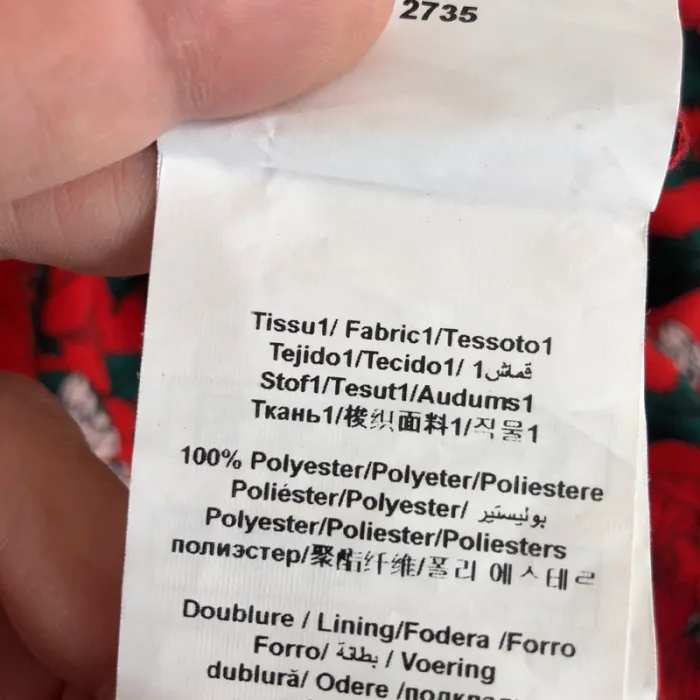 2735
Tissu1/ Fabric1/Tessoto1
Tejido1/Tecido1/ قماش1
Stof1/Tesut1/Audums1
Ткань1/梭织面料1/직물1
100% Polyester/Polyeter/Poliestere
Poliéster/Polyester/ بوليستير
Polyester/Poliester/Poliesters
полиэстер/聚酯纤维/폴리 에스테르
Doublure / Lining/Fodera /Forro
Forro/ بطقة / Voering
dublură/ Odere /подкла